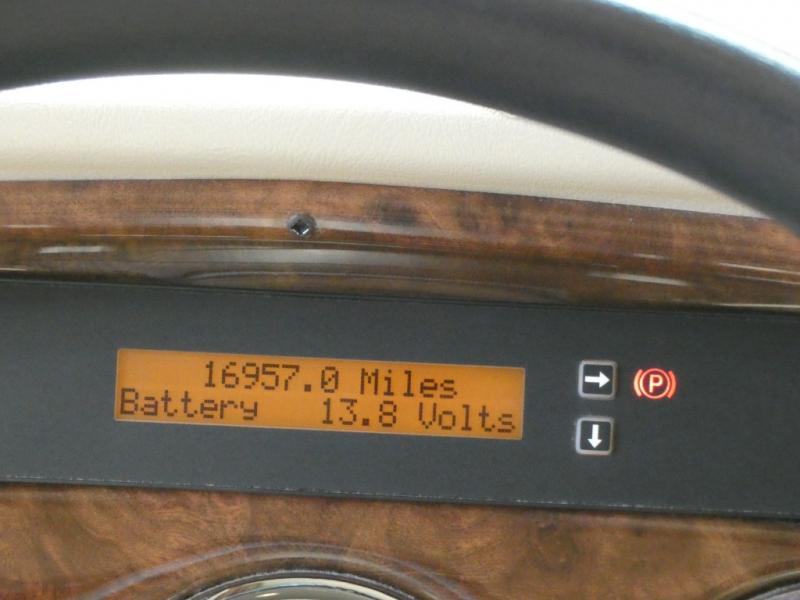 16957.0 Miles
Battery 13.8 Volts
P